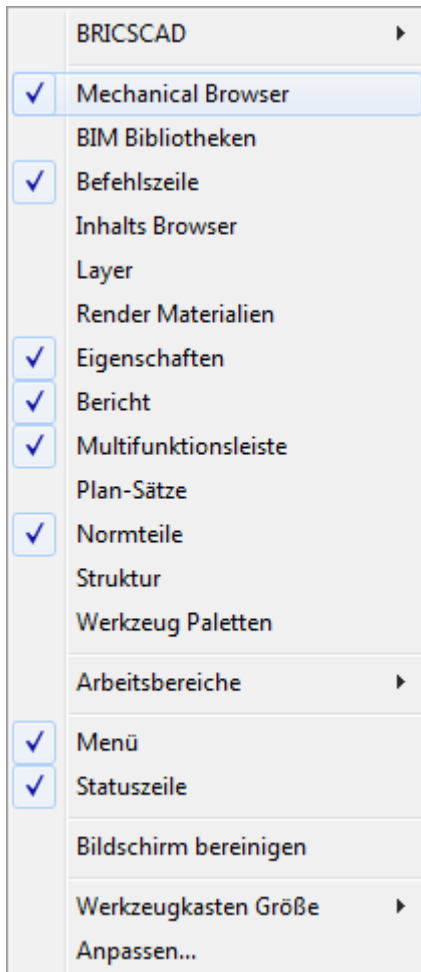 BRICSCAD
Mechanical Browser
BIM Bibliotheken
Befehlszeile
Inhalts Browser
Layer
Render Materialien
Eigenschaften
Bericht
Multifunktionsleiste
Plan-Sätze
Normteile
Struktur
Werkzeug Paletten
Arbeitsbereiche
Menü
Statuszeile
Bildschirm bereinigen
Werkzeugkasten Größe
Anpassen...